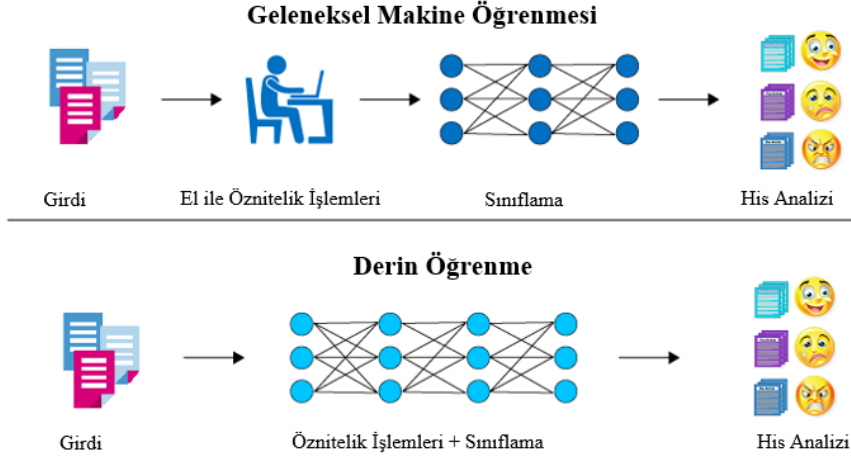 Geleneksel Makine Öğrenmesi
Girdi
El ile Öznitelik İşlemleri
Sınıflama
His Analizi
Derin Öğrenme
Girdi
Öznitelik İşlemleri + Sınıflama
His Analizi